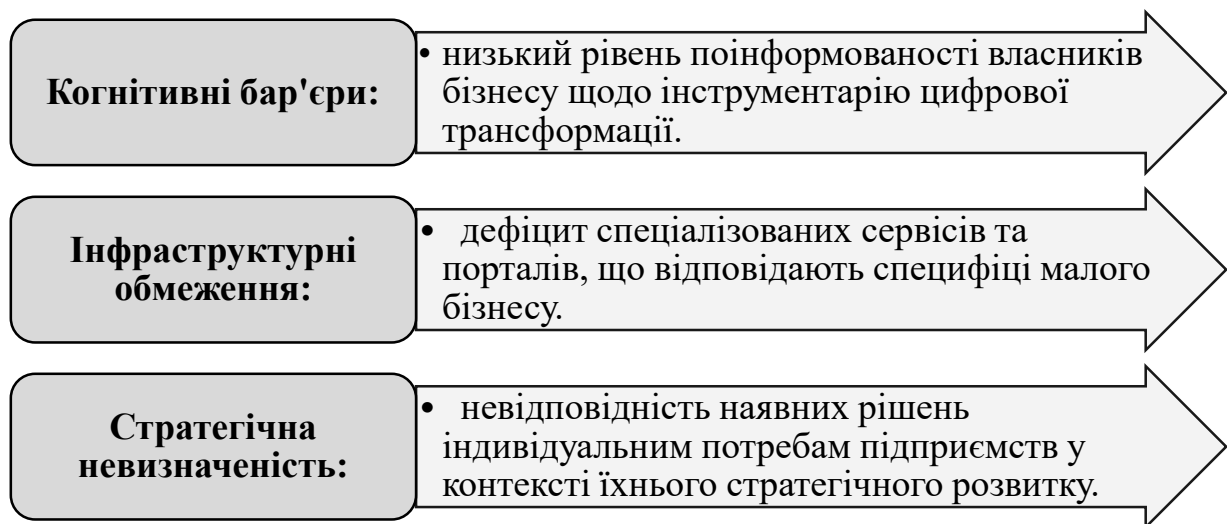 Когнітивні бар'єри:
• низький рівень поінформованості власників
бізнесу щодо інструментарію цифрової
трансформації.
Інфраструктурні
обмеження:
• дефіцит спеціалізованих сервісів та
порталів, що відповідають специфіці малого
бізнесу.
Стратегічна
невизначеність:
• невідповідність наявних рішень
індивідуальним потребам підприємств у
контексті їхнього стратегічного розвитку.